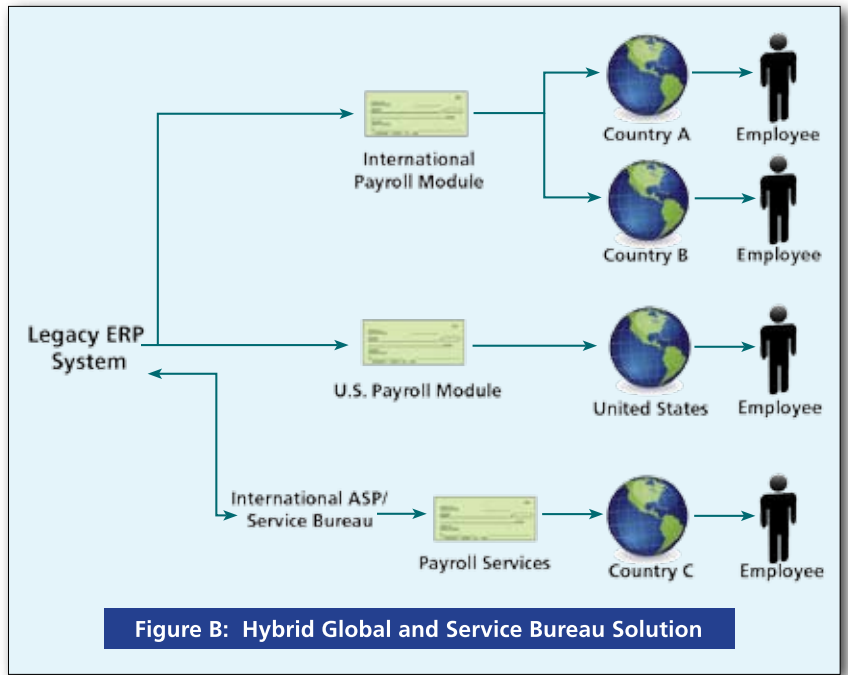 Country A
Employee
International
Payroll Module
Country B
Employee
Legacy ERP
System
U.S. Payroll Module
United States
Employee
International ASP/
Service Bureau
Payroll Services
Country C
Employee
Figure B: Hybrid Global and Service Bureau Solution